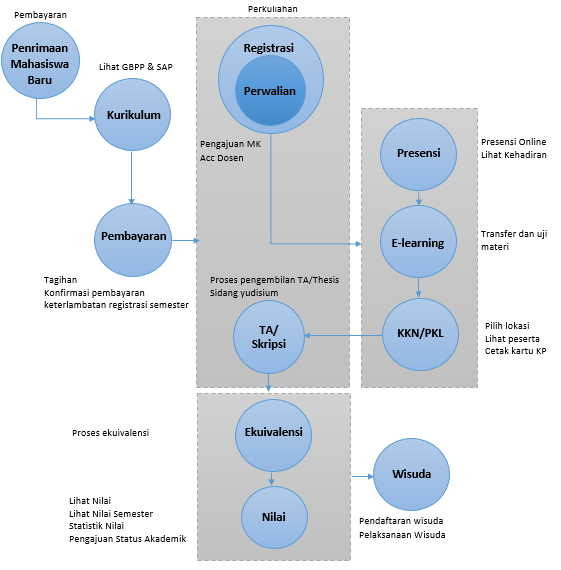 Pembayaran
Penrimaan
Mahasiswa
Baru
Lihat GBPP & SAP
Kurikulum
Pembayaran
Tagihan
Konfirmasi pembayaran
keterlambatan registrasi semester
Perkuliahan
Registrasi
Perwalian
Pengajuan MK
Acc Dosen
Presensi
Presensi Online
Lihat Kehadiran
E-learning
Transfer dan uji
materi
KKN/PKL
Pilih lokasi
Lihat peserta
Cetak kartu KP
Proses pengembilan TA/Thesis
Sidang yudisium
TA/
Skripsi
Proses ekuivalensi
Ekuivalensi
Lihat Nilai
Lihat Nilai Semester
Statistik Nilai
Pengajuan Status Akademik
Nilai
Wisuda
Pendaftaran wisuda
Pelaksanaan Wisuda